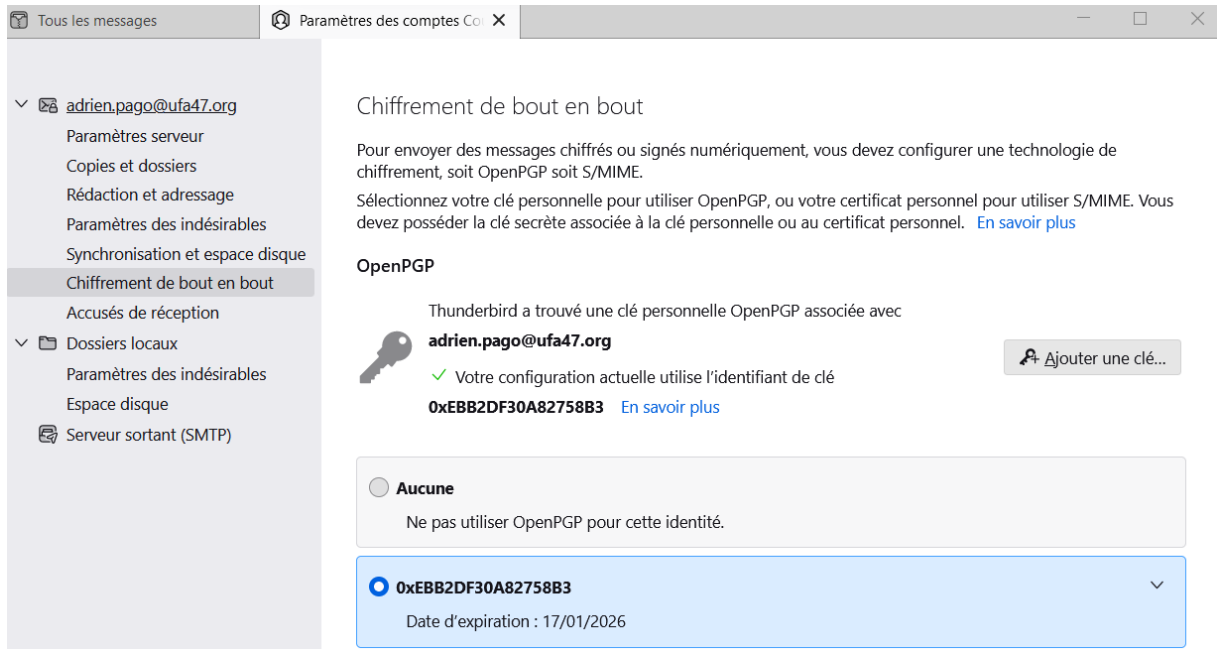 Tous les messages
Paramètres des comptes Co
adrien.pago@ufa47.org
Paramètres serveur
Copies et dossiers
Rédaction et adressage
Paramètres des indésirables
Synchronisation et espace disque
Chiffrement de bout en bout
Accusés de réception
Dossiers locaux
Paramètres des indésirables
Espace disque
Serveur sortant (SMTP)
Chiffrement de bout en bout
Pour envoyer des messages chiffrés ou signés numériquement, vous devez configurer une technologie de
chiffrement, soit OpenPGP soit S/MIME.
Sélectionnez votre clé personnelle pour utiliser OpenPGP, ou votre certificat personnel pour utiliser S/MIME. Vous
devez posséder la clé secrète associée à la clé personnelle ou au certificat personnel. En savoir plus
OpenPGP
Thunderbird a trouvé une clé personnelle OpenPGP associée avec
adrien.pago@ufa47.org
Votre configuration actuelle utilise l'identifiant de clé
0xEBB2DF30A82758B3 En savoir plus
Ajouter une clé...
Aucune
Ne pas utiliser OpenPGP pour cette identité.
0xEBB2DF30A82758B3
Date d'expiration : 17/01/2026